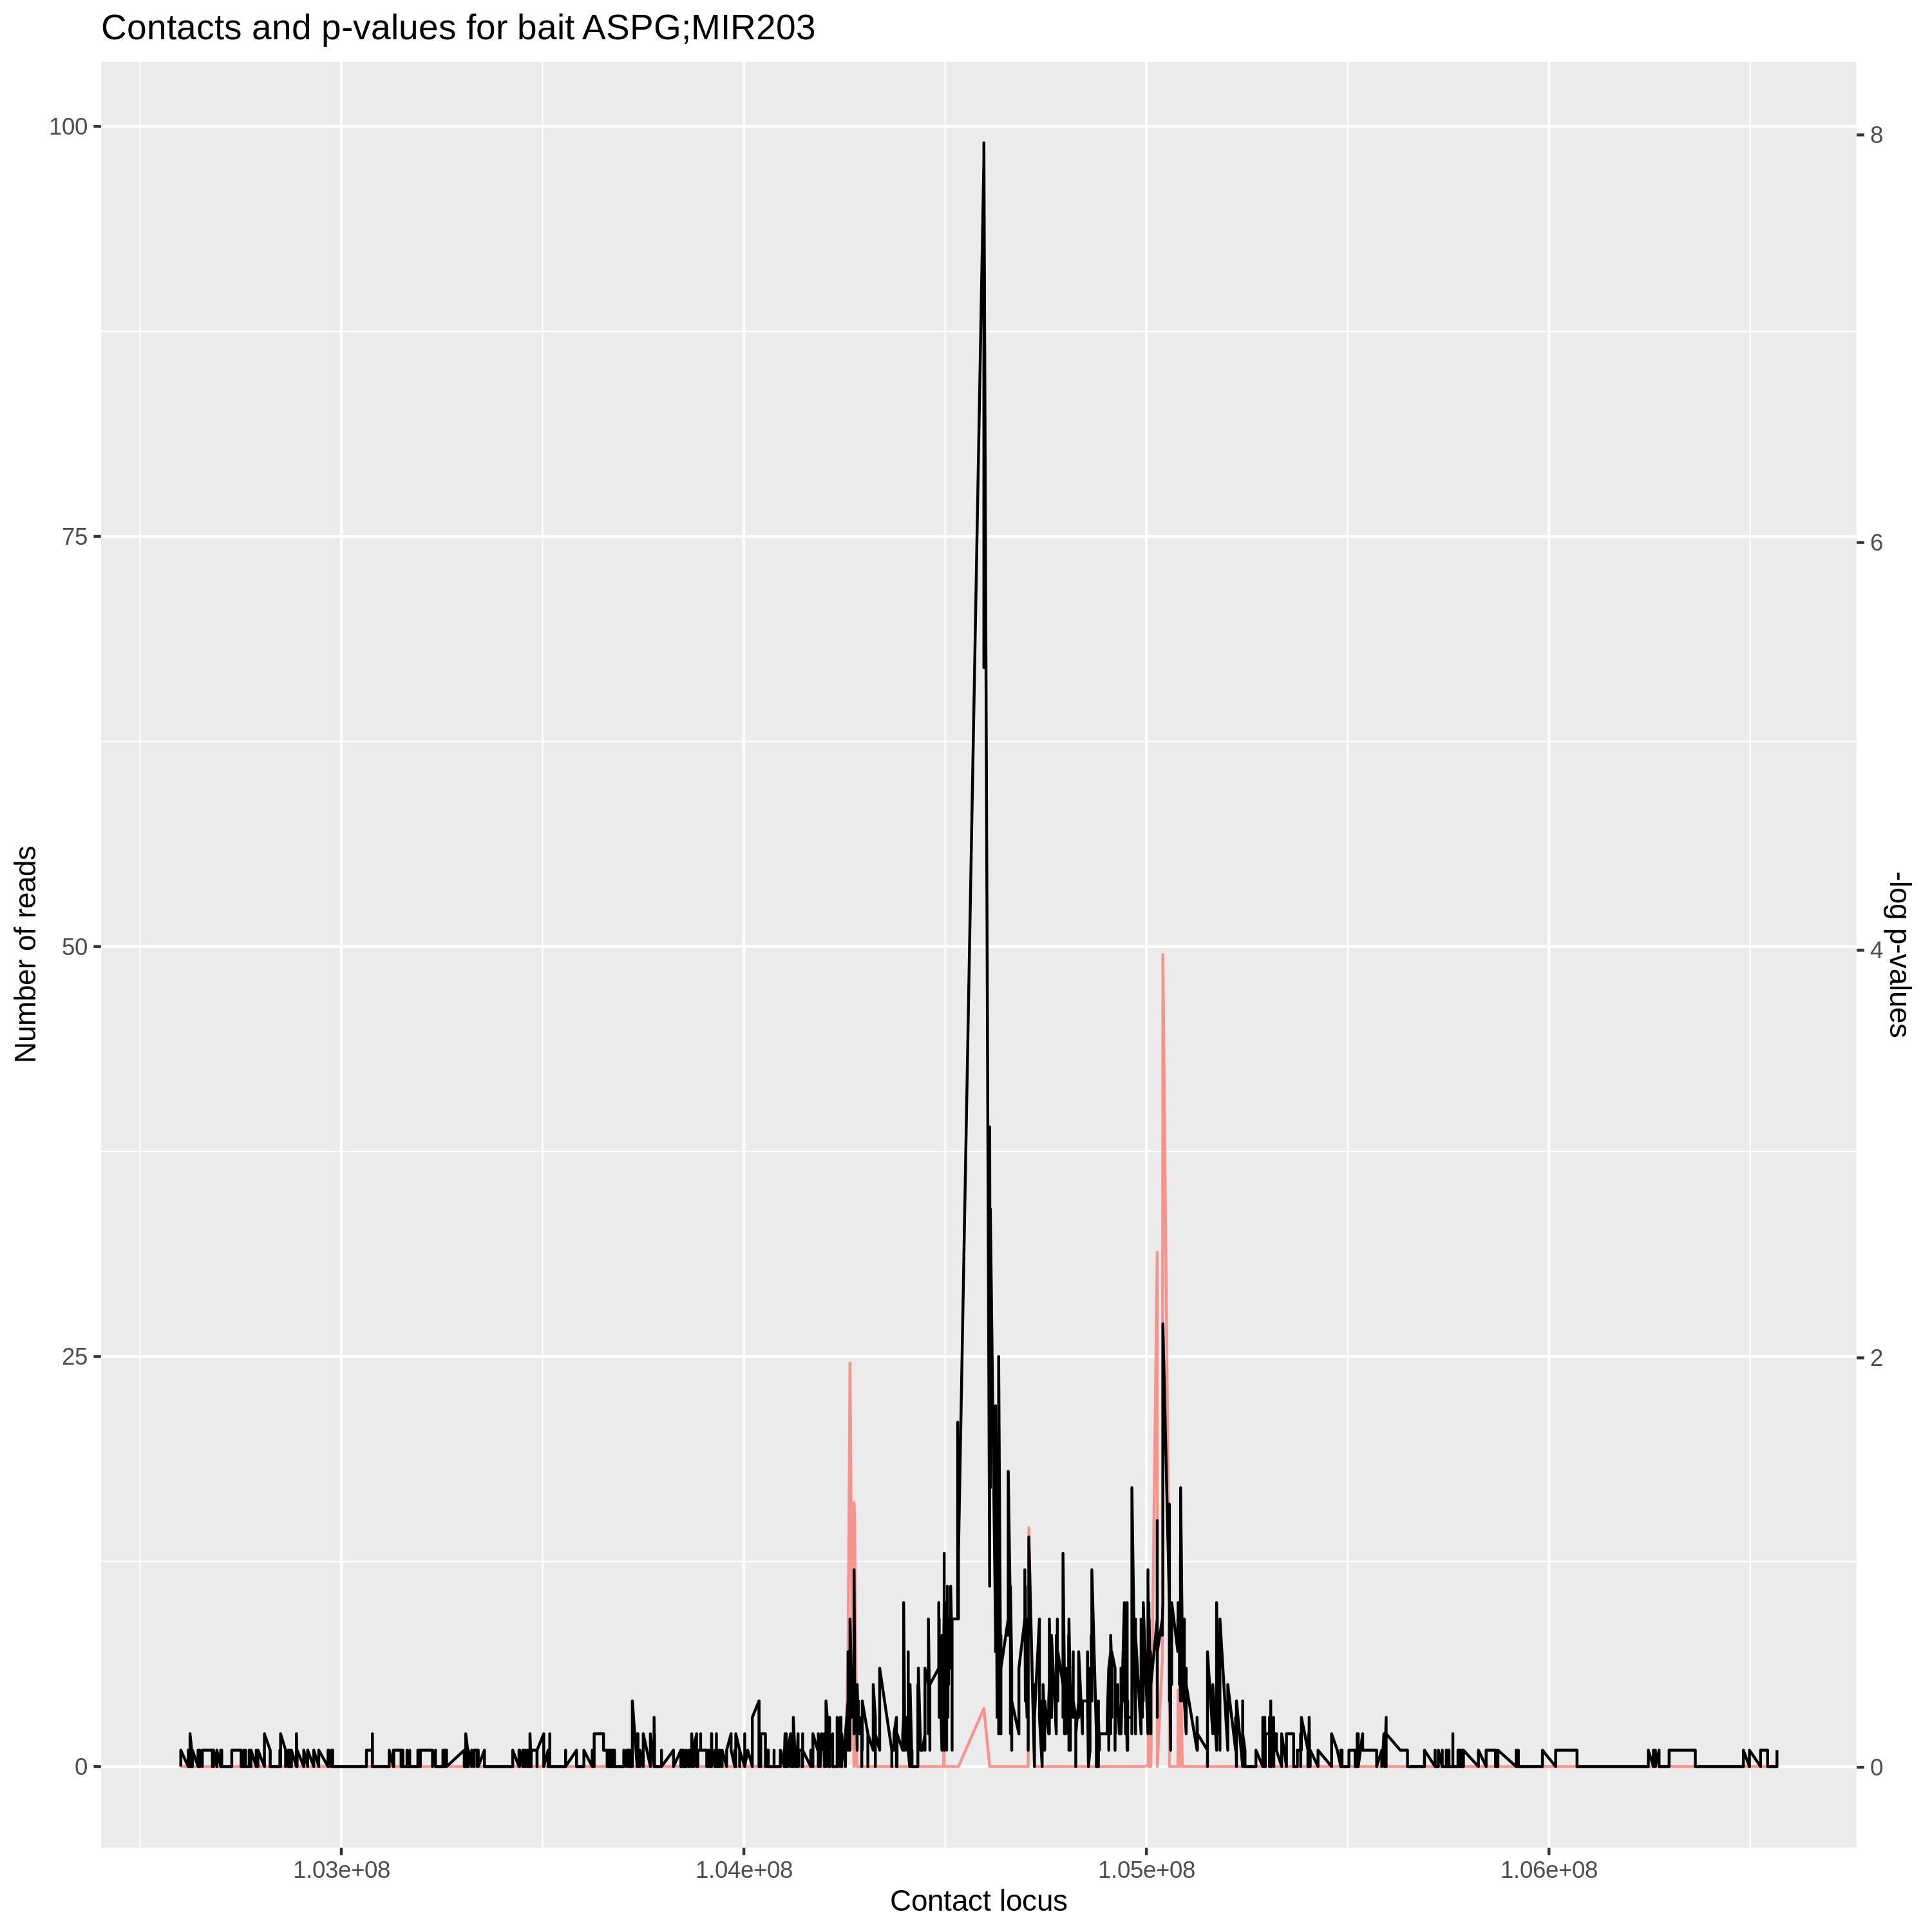 Contacts and p-values for bait ASPG;MIR203
100
75
50
25
0
Number of reads
8
6
4
2
0
-log p-values
1.03e+08 1.04e+08 1.05e+08 1.06e+08
Contact locus